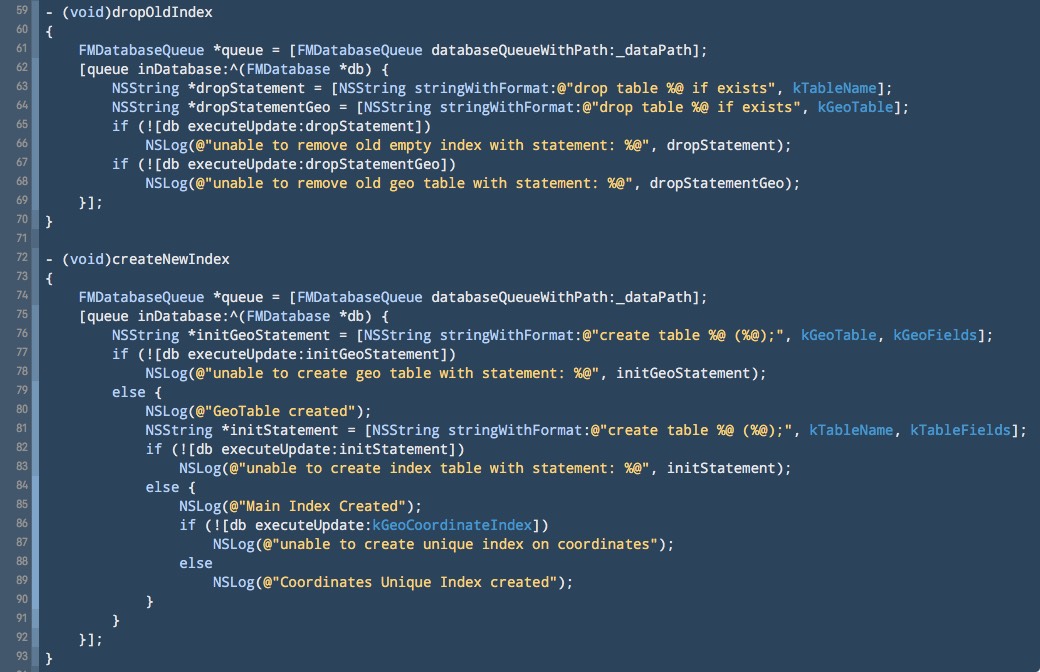 59 - (void)dropOldIndex
60 {
61     FMDatabaseQueue *queue = [FMDatabaseQueue databaseQueueWithPath:_dataPath];
62     [queue inDatabase:^(FMDatabase *db) {
63         NSString *dropStatement = [NSString stringWithFormat:@"drop table %@ if exists", kTableName];
64         NSString *dropStatementGeo = [NSString stringWithFormat:@"drop table %@ if exists", kGeoTable];
65         if (![db executeUpdate:dropStatement])
66             NSLog(@"unable to remove old empty index with statement: %@", dropStatement);
67         if (![db executeUpdate:dropStatementGeo])
68             NSLog(@"unable to remove old geo table with statement: %@", dropStatementGeo);
69     }];
70 }
71
72 - (void)createNewIndex
73 {
74     FMDatabaseQueue *queue = [FMDatabaseQueue databaseQueueWithPath:_dataPath];
75     [queue inDatabase:^(FMDatabase *db) {
76         NSString *initGeoStatement = [NSString stringWithFormat:@"create table %@ (%@);", kGeoTable, kGeoFields];
77         if (![db executeUpdate:initGeoStatement])
78             NSLog(@"unable to create geo table with statement: %@", initGeoStatement);
79         else {
80             NSLog(@"GeoTable created");
81             NSString *initStatement = [NSString stringWithFormat:@"create table %@ (%@);", kTableName, kTableFields];
82             if (![db executeUpdate:initStatement])
83                 NSLog(@"unable to create index table with statement: %@", initStatement);
84             else {
85                 NSLog(@"Main Index Created");
86                 if (![db executeUpdate:kGeoCoordinateIndex])
87                     NSLog(@"unable to create unique index on coordinates");
88                 else
89                     NSLog(@"Coordinates Unique Index created");
90             }
91         }
92     }];
93 }